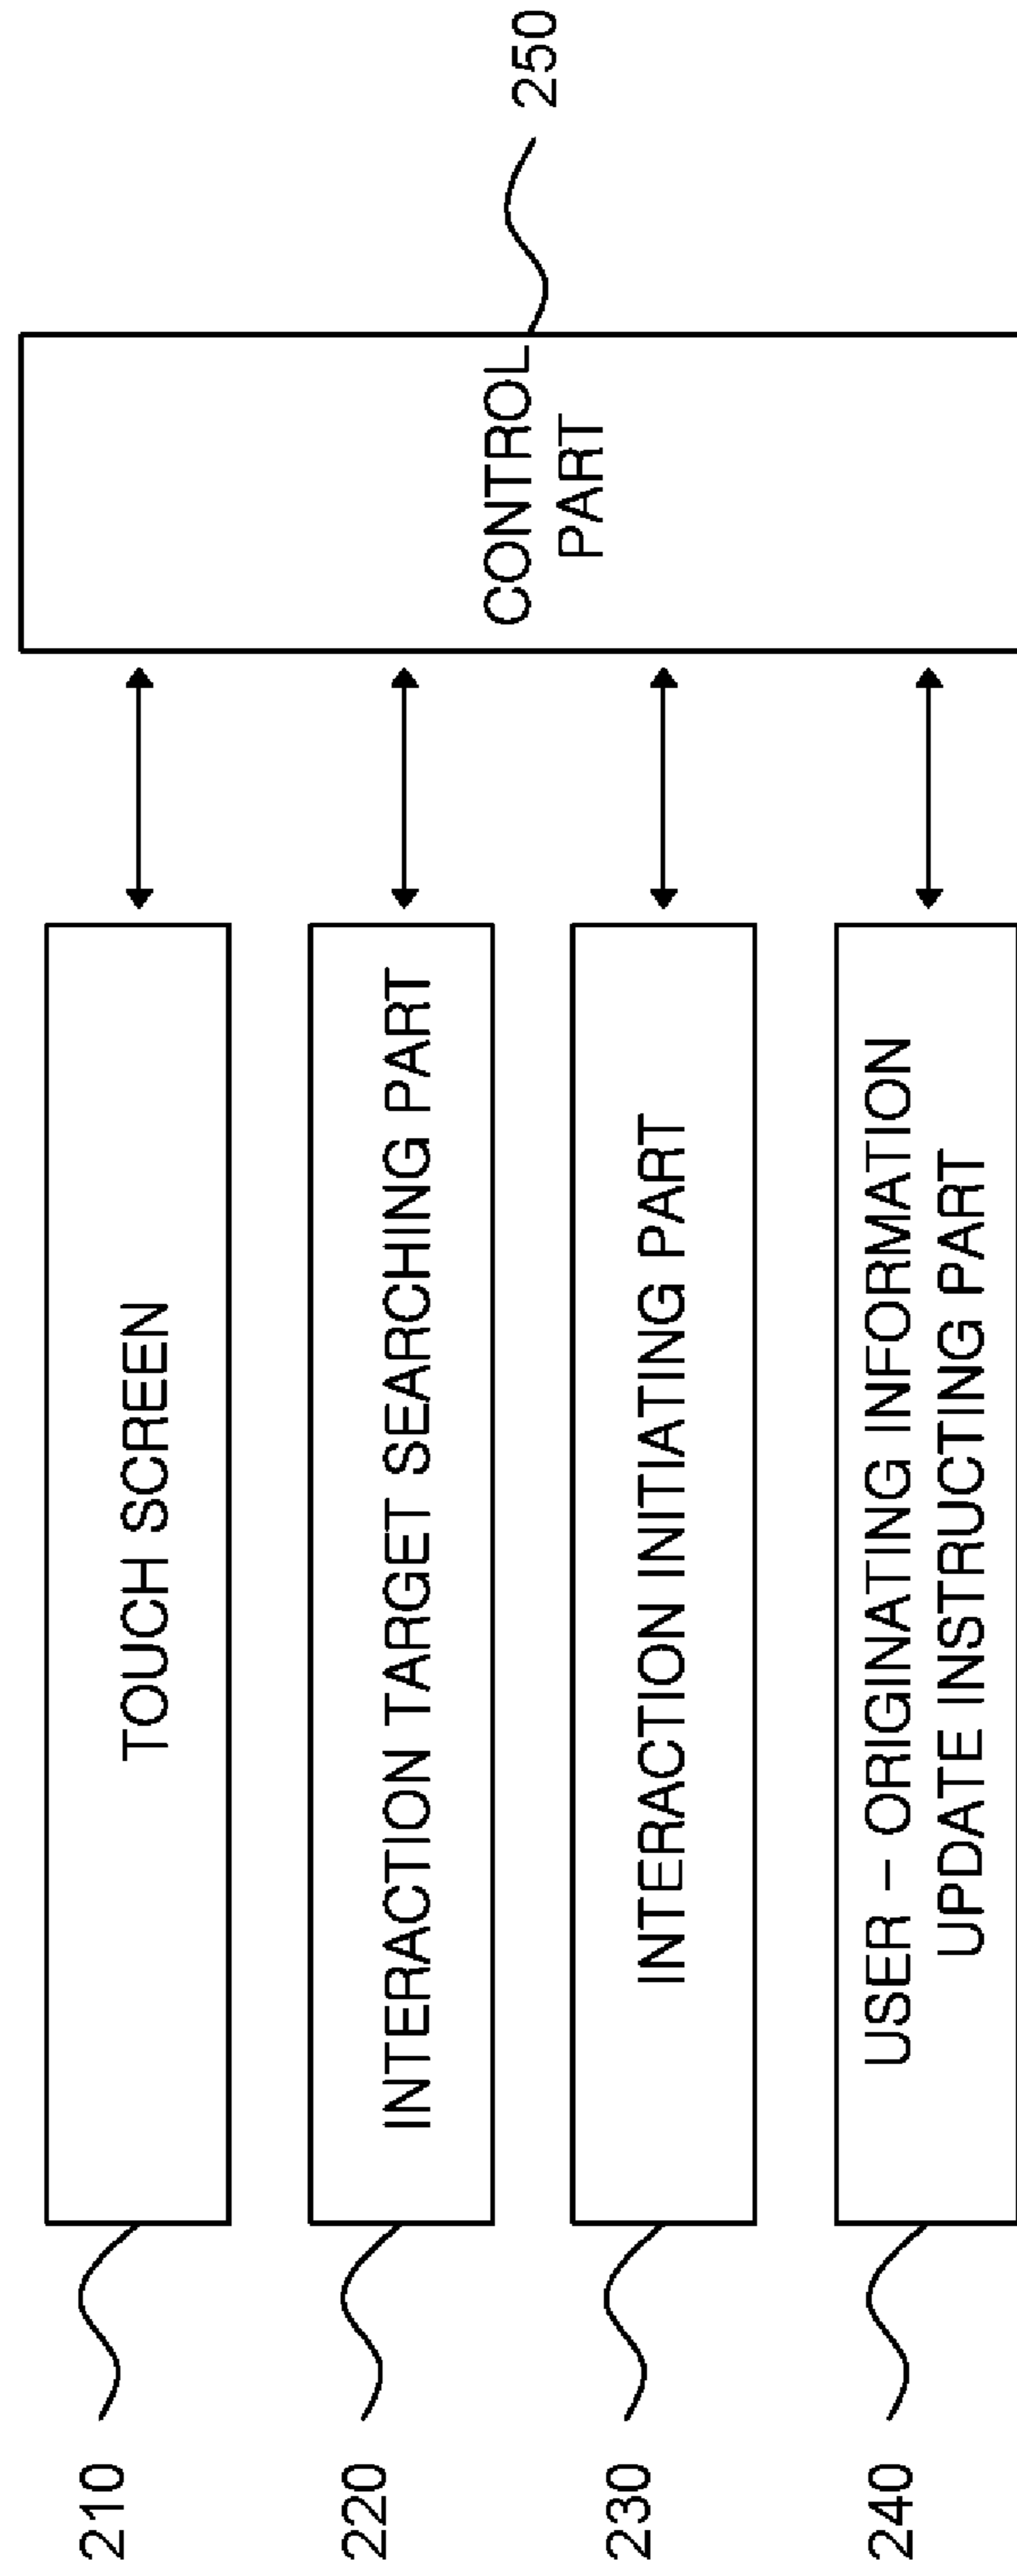 210
TOUCH SCREEN
220
INTERACTION TARGET SEARCHING PART
230
INTERACTION INITIATING PART
240
USER – ORIGINATING INFORMATION
UPDATE INSTRUCTING PART
CONTROL
PART
250